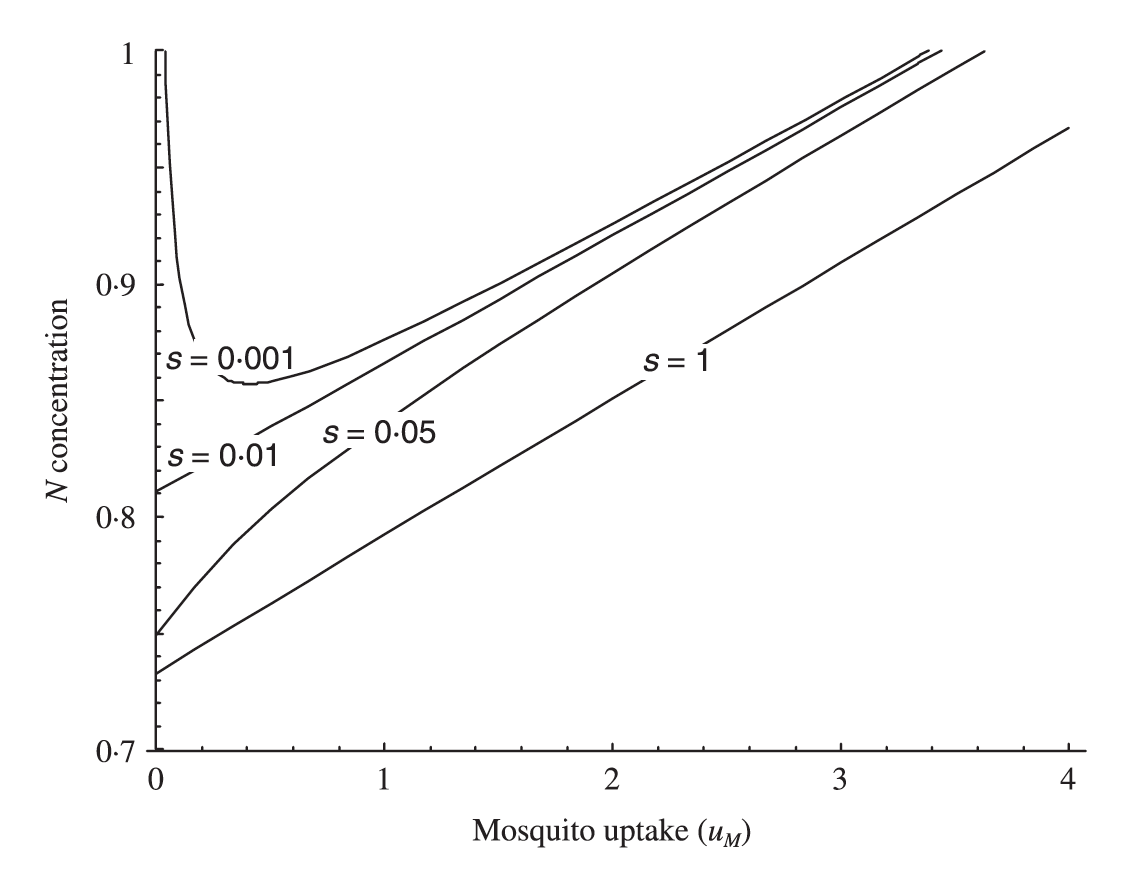 1
0·9
0·8
0·7
N concentration
s = 0·001
s = 0·01
s = 0·05
s = 1
0 1 2 3 4
Mosquito uptake (uM)